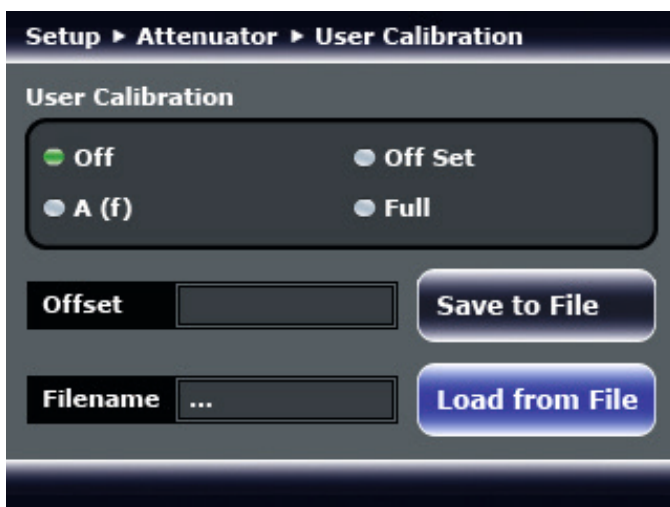 Setup ► Attenuator ► User Calibration
User Calibration
Off
Off Set
A (f)
Full
Offset
Save to File
Filename ...
Load from File